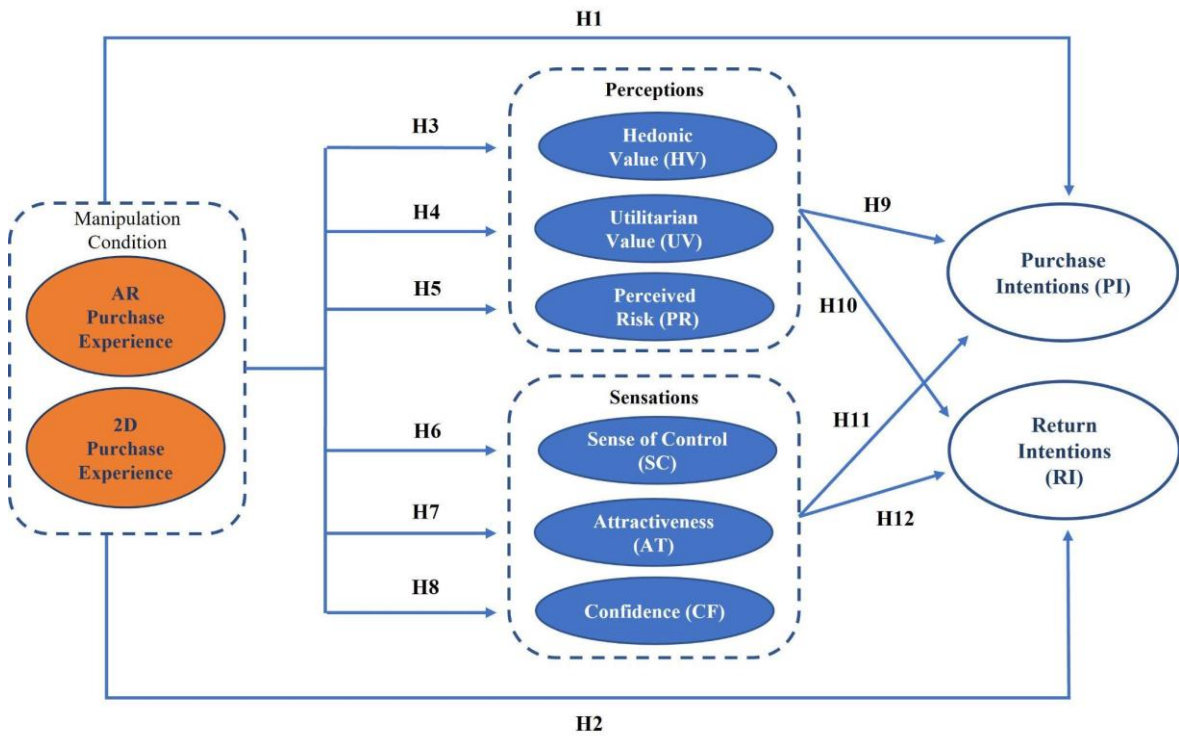 H1
Manipulation
Condition
AR
Purchase
Experience
2D
Purchase
Experience
H3
H4
H5
H6
H7
H8
Perceptions
Hedonic
Value (HV)
Utilitarian
Value (UV)
Perceived
Risk (PR)
Sensations
Sense of Control
(SC)
Attractiveness
(AT)
Confidence (CF)
H9
H10
H11
H12
Purchase
Intentions (PI)
Return
Intentions
(RI)
H2